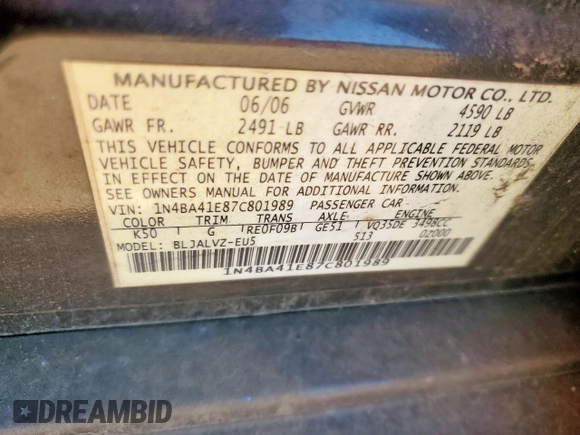 MANUFACTURED BY NISSAN MOTOR CO., LTD.
DATE 06/06 GVWR 4590 LB
GAWR FR. 2491 LB GAWR RR. 2119 LB
THIS VEHICLE CONFORMS TO ALL APPLICABLE FEDERAL MOTOR
VEHICLE SAFETY, BUMPER AND THEFT PREVENTION STANDARDS
IN EFFECT ON THE DATE OF MANUFACTURE SHOWN ABOVE.
SEE OWNERS MANUAL FOR ADDITIONAL INFORMATION.
VIN: 1N4BA41E87C801989 PASSENGER CAR
COLOR TRIM TRANS AXLE ENGINE
K50 G RE0F09B GE51 VQ35DE 3498CC
MODEL: BLJALVZ-EU5 513 0Z000
1N4BA41E87C801989
DREAMBID